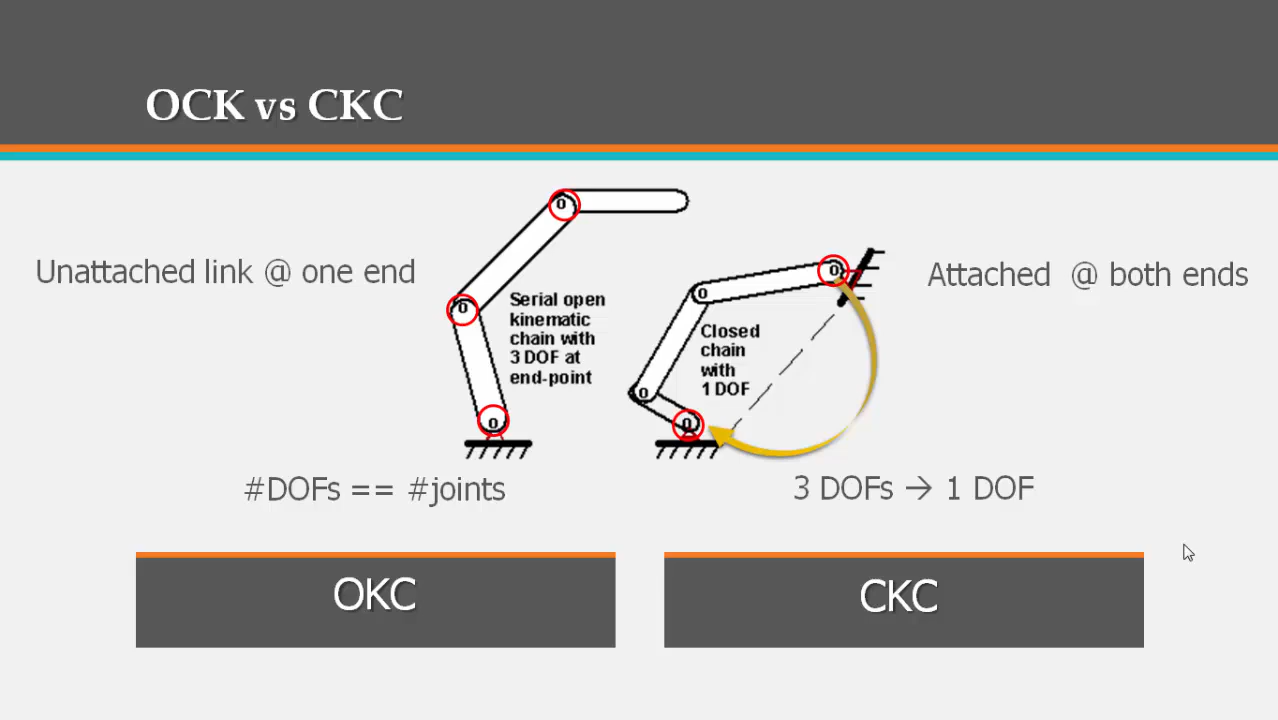 OCK vs CKC
Unattached link @ one end
Serial open
kinematic
chain with
3 DOF at
end-point
Closed
chain
with
1 DOF
Attached @ both ends
#DOFs == #joints
3 DOFs → 1 DOF
OKC
CKC